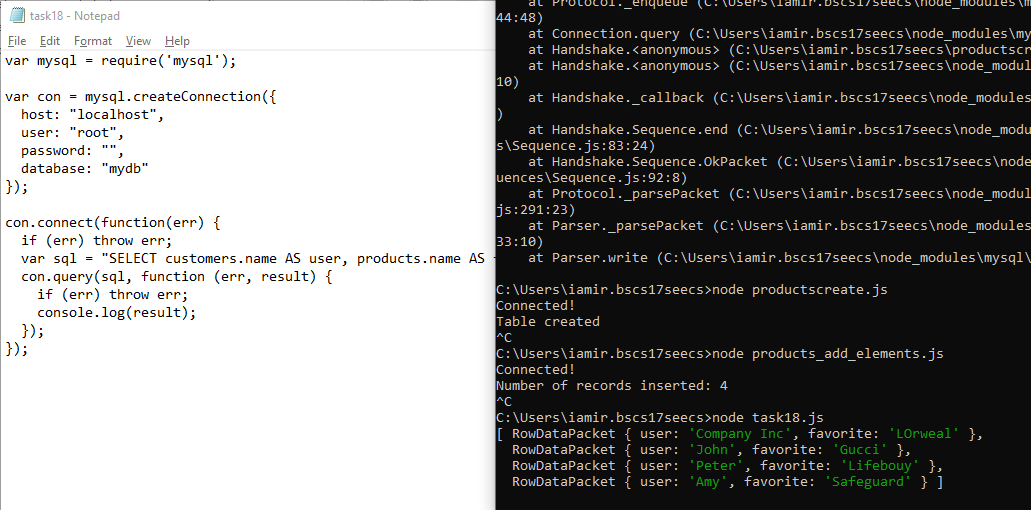 task18 - Notepad
File Edit Format View Help
var mysql = require('mysql');
var con = mysql.createConnection({
host: "localhost",
user: "root",
password: "",
database: "mydb"
});
con.connect(function(err) {
if (err) throw err;
var sql = "SELECT customers.name AS user, products.name AS
con.query(sql, function (err, result) {
if (err) throw err;
console.log(result);
});
});
at Protocol._enqueue (C:\Users\iamir.bscs17seecs\node_modules\m
44:48)
at Connection.query (C:\Users\iamir.bscs17seecs\node_modules\my
at Handshake.<anonymous> (C:\Users\iamir.bscs17seecs\productscr
at Handshake.<anonymous> (C:\Users\iamir.bscs17seecs\node_modul
10)
at Handshake._callback (C:\Users\iamir.bscs17seecs\node_modules
)
at Handshake.Sequence.end (C:\Users\iamir.bscs17seecs\node_modu
s\Sequence.js:83:24)
at Handshake.Sequence.OkPacket (C:\Users\iamir.bscs17seecs\node
uences\Sequence.js:92:8)
at Protocol._parsePacket (C:\Users\iamir.bscs17seecs\node_modul
js:291:23)
at Parser._parsePacket (C:\Users\iamir.bscs17seecs\node_modules
33:10)
at Parser.write (C:\Users\iamir.bscs17seecs\node_modules\mysql\
C:\Users\iamir.bscs17seecs>node productscreate.js
Connected!
Table created
^C
C:\Users\iamir.bscs17seecs>node products_add_elements.js
Connected!
Number of records inserted: 4
^C
C:\Users\iamir.bscs17seecs>node task18.js
[ RowDataPacket { user: 'Company Inc', favorite: 'LOrweal' },
RowDataPacket { user: 'John', favorite: 'Gucci' },
RowDataPacket { user: 'Peter', favorite: 'Lifebouy' },
RowDataPacket { user: 'Amy', favorite: 'Safeguard' } ]